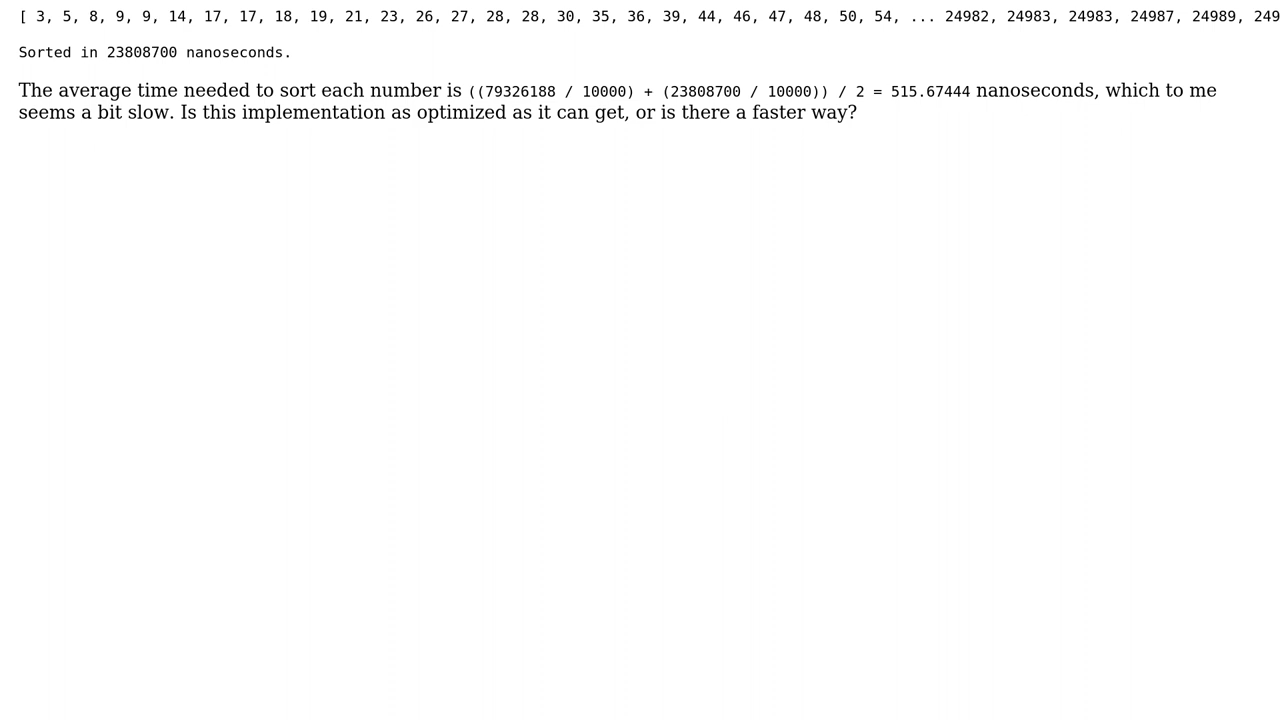 [ 3, 5, 8, 9, 9, 14, 17, 17, 18, 19, 21, 23, 26, 27, 28, 28, 30, 35, 36, 39, 44, 46, 47, 48, 50, 54, ... 24982, 24983, 24983, 24987, 24989, 249
Sorted in 23808700 nanoseconds.
The average time needed to sort each number is ((79326188 / 10000) + (23808700 / 10000)) / 2 = 515.67444 nanoseconds, which to me
seems a bit slow. Is this implementation as optimized as it can get, or is there a faster way?